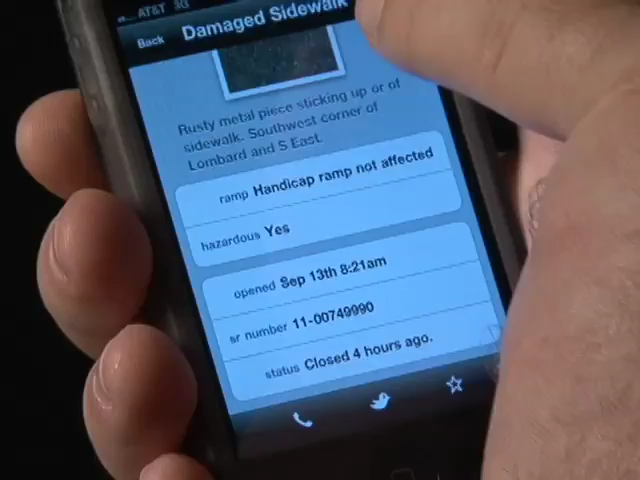 AT&T 3G
Back Damaged Sidewalk
Rusty metal piece sticking up or of
sidewalk. Southwest corner of
Lombard and S East.
ramp Handicap ramp not affected
hazardous Yes
opened Sep 13th 8:21am
sr number 11-00749990
status Closed 4 hours ago.